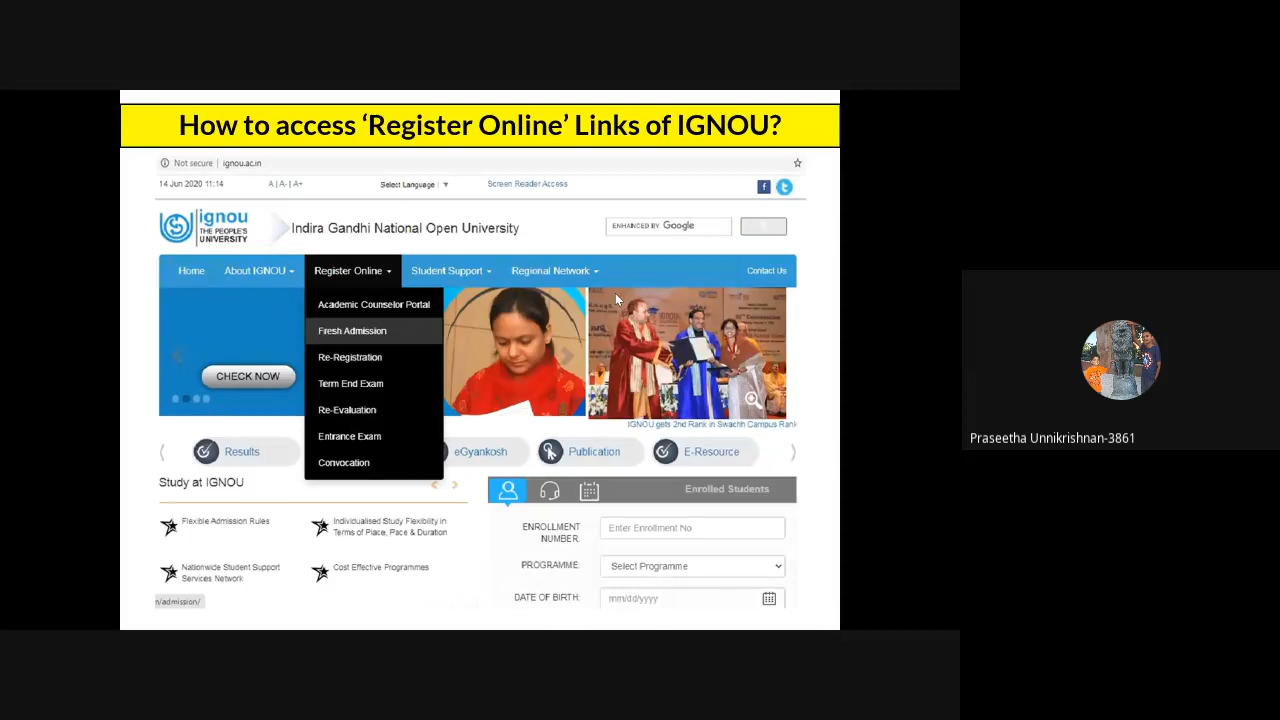 How to access ‘Register Online’ Links of IGNOU?
Not secure | ignou.ac.in
14 Jun 2020 11:14 A | A- | A+ Select Language ▼ Screen Reader Access
ignou
THE PEOPLE'S
UNIVERSITY
Indira Gandhi National Open University
ENHANCED BY Google
Home About IGNOU Register Online Student Support Regional Network Contact Us
Academic Counselor Portal
Fresh Admission
Re-Registration
Term End Exam
Re-Evaluation
Entrance Exam
Convocation
CHECK NOW
IGNOU gets 2nd Rank in Swachh Campus Rank
Results eGyankosh Publication E-Resource
Study at IGNOU
Flexible Admission Rules
Individualised Study Flexibility in
Terms of Place, Pace & Duration
Nationwide Student Support
Services Network
Cost Effective Programmes
n/admission/
Enrolled Students
ENROLLMENT
NUMBER:
Enter Enrollment No
PROGRAMME: Select Programme
DATE OF BIRTH: mm/dd/yyyy
Praseetha Unnikrishnan-3861